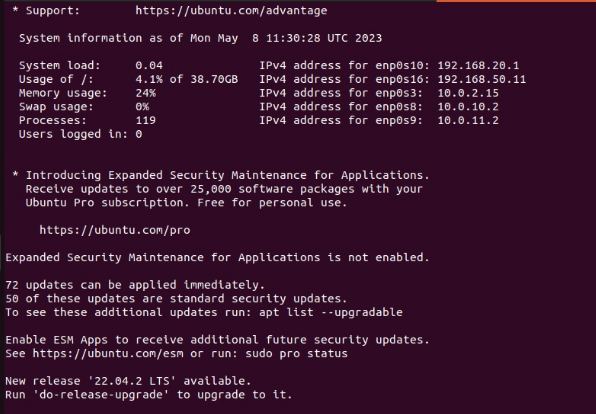 * Support:        https://ubuntu.com/advantage
System information as of Mon May  8 11:30:28 UTC 2023
System load:    0.04              IPv4 address for enp0s10: 192.168.20.1
Usage of /:     4.1% of 38.70GB   IPv4 address for enp0s16: 192.168.50.11
Memory usage:   24%               IPv4 address for enp0s3:  10.0.2.15
Swap usage:     0%                IPv4 address for enp0s8:  10.0.10.2
Processes:      119               IPv4 address for enp0s9:  10.0.11.2
Users logged in: 0
* Introducing Expanded Security Maintenance for Applications.
Receive updates to over 25,000 software packages with your
Ubuntu Pro subscription. Free for personal use.
https://ubuntu.com/pro
Expanded Security Maintenance for Applications is not enabled.
72 updates can be applied immediately.
50 of these updates are standard security updates.
To see these additional updates run: apt list --upgradable
Enable ESM Apps to receive additional future security updates.
See https://ubuntu.com/esm or run: sudo pro status
New release '22.04.2 LTS' available.
Run 'do-release-upgrade' to upgrade to it.